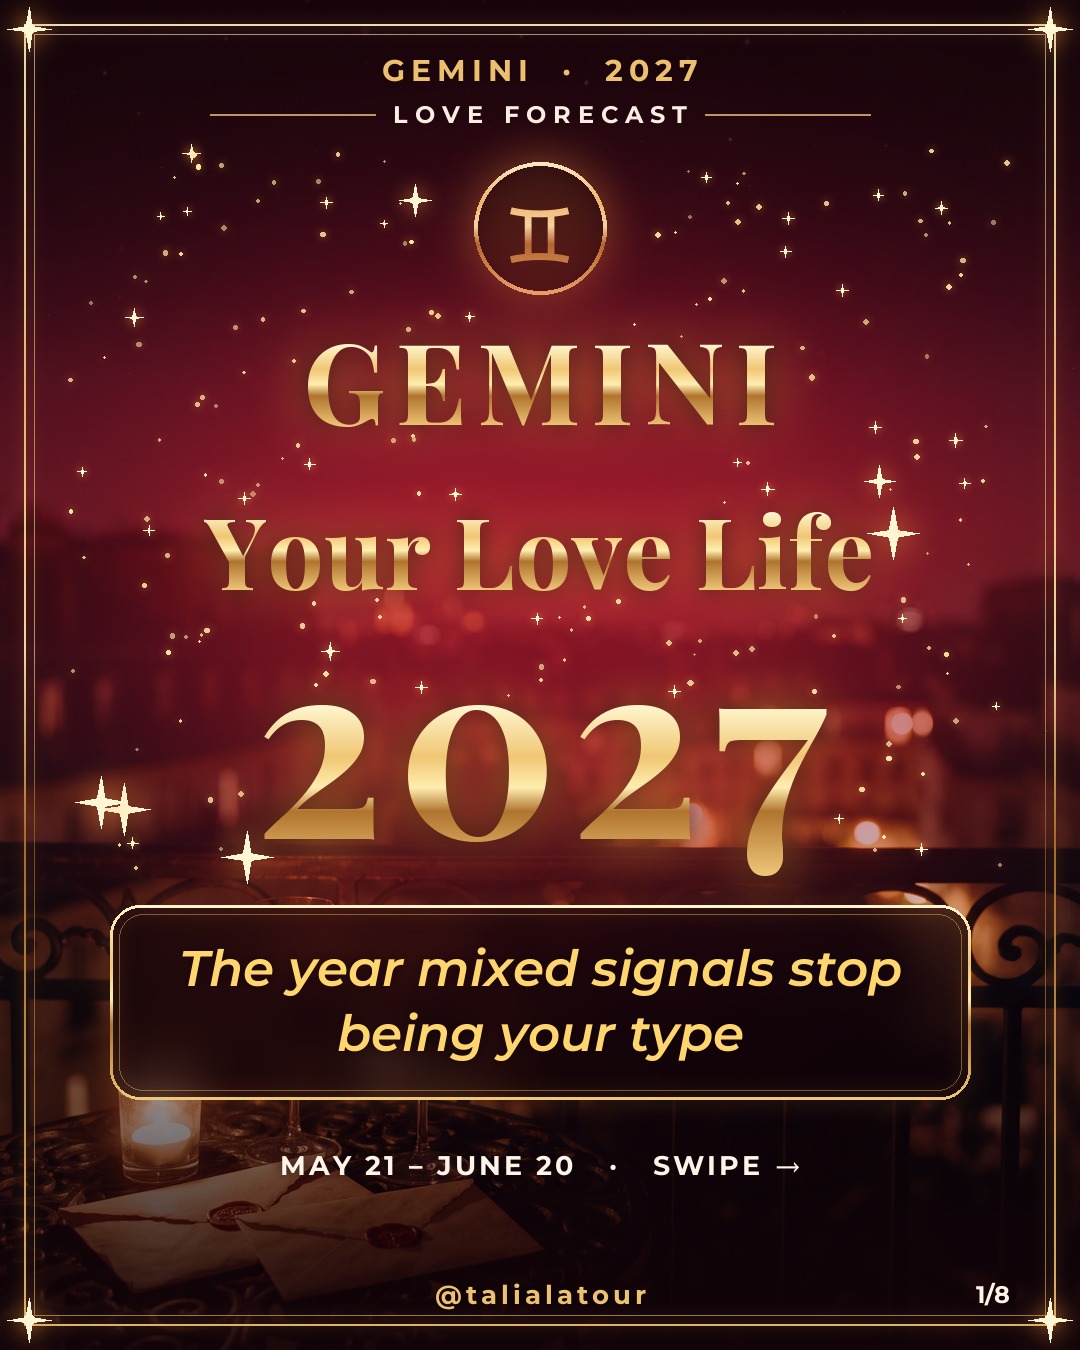 GEMINI · 2027
LOVE FORECAST
♊
GEMINI
Your Love Life
2027
The year mixed signals stop
being your type
MAY 21 – JUNE 20 · SWIPE →
@talialatour
1/8